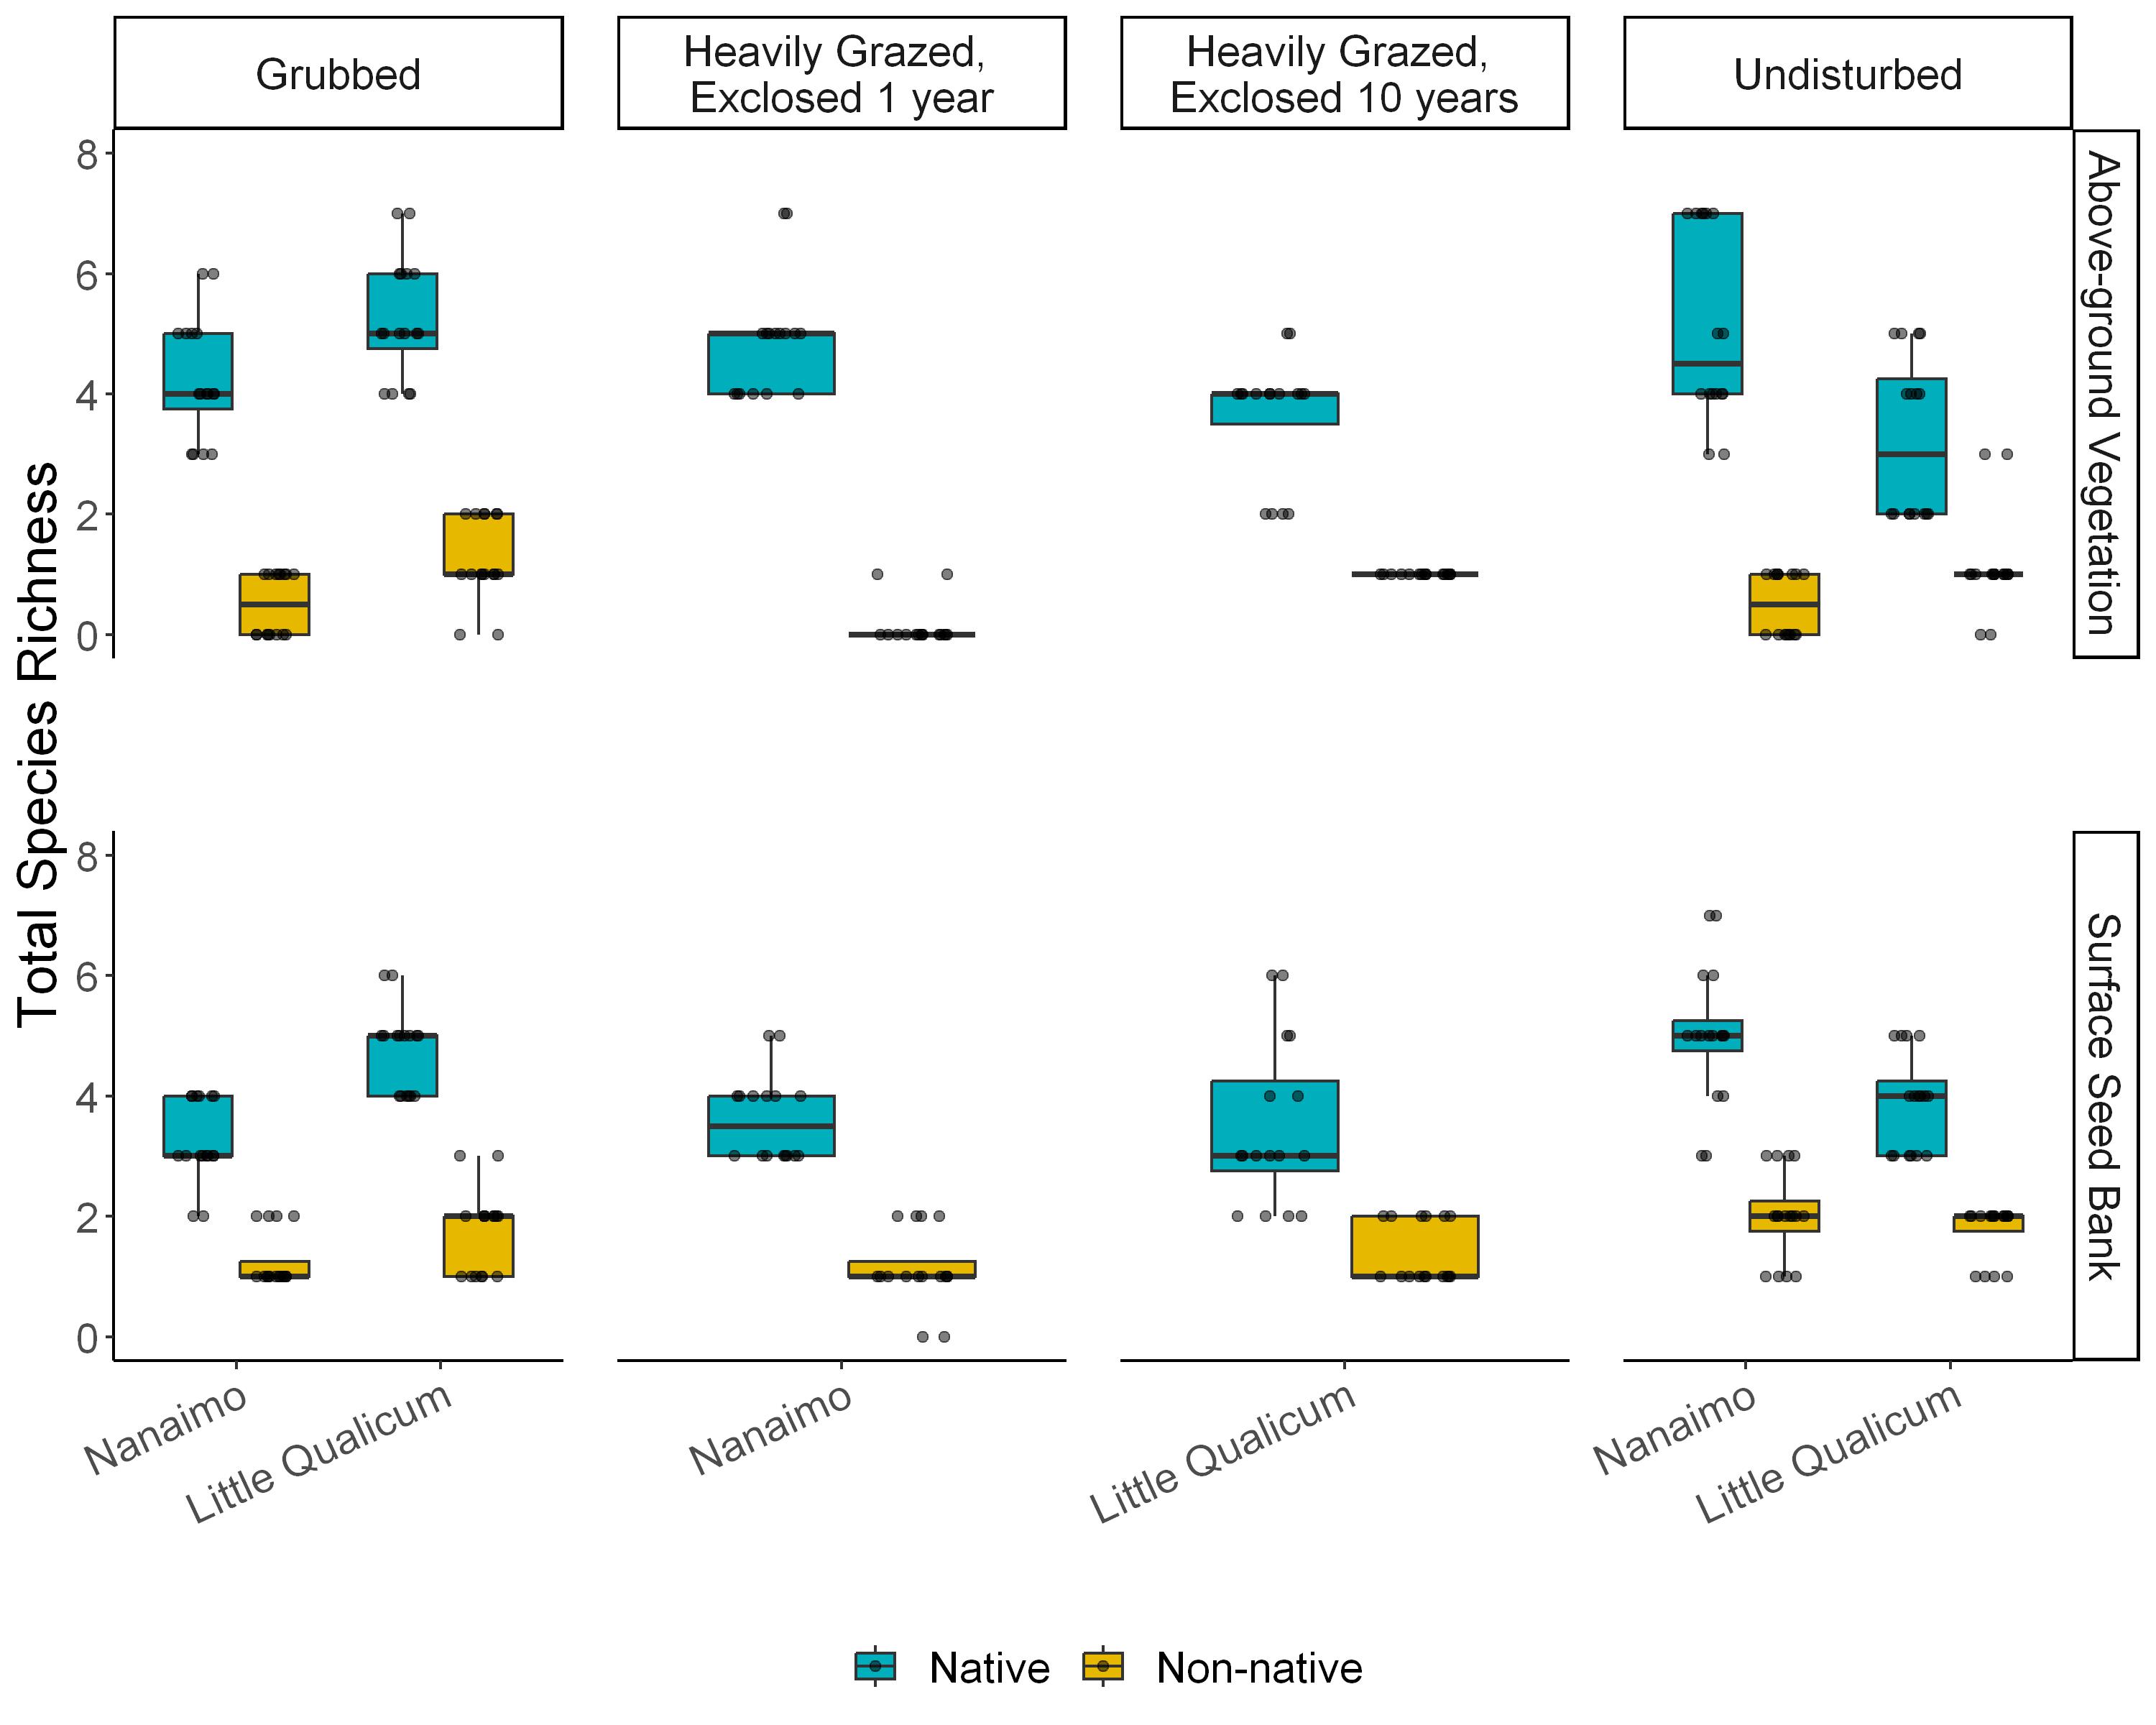 Grubbed
Heavily Grazed,
Exclosed 1 year
Heavily Grazed,
Exclosed 10 years
Undisturbed
Total Species Richness
8
6
4
2
0
Above-ground Vegetation
8
6
4
2
0
Surface Seed Bank
Nanaimo
Little Qualicum
Nanaimo
Little Qualicum
Nanaimo
Little Qualicum
Native
Non-native